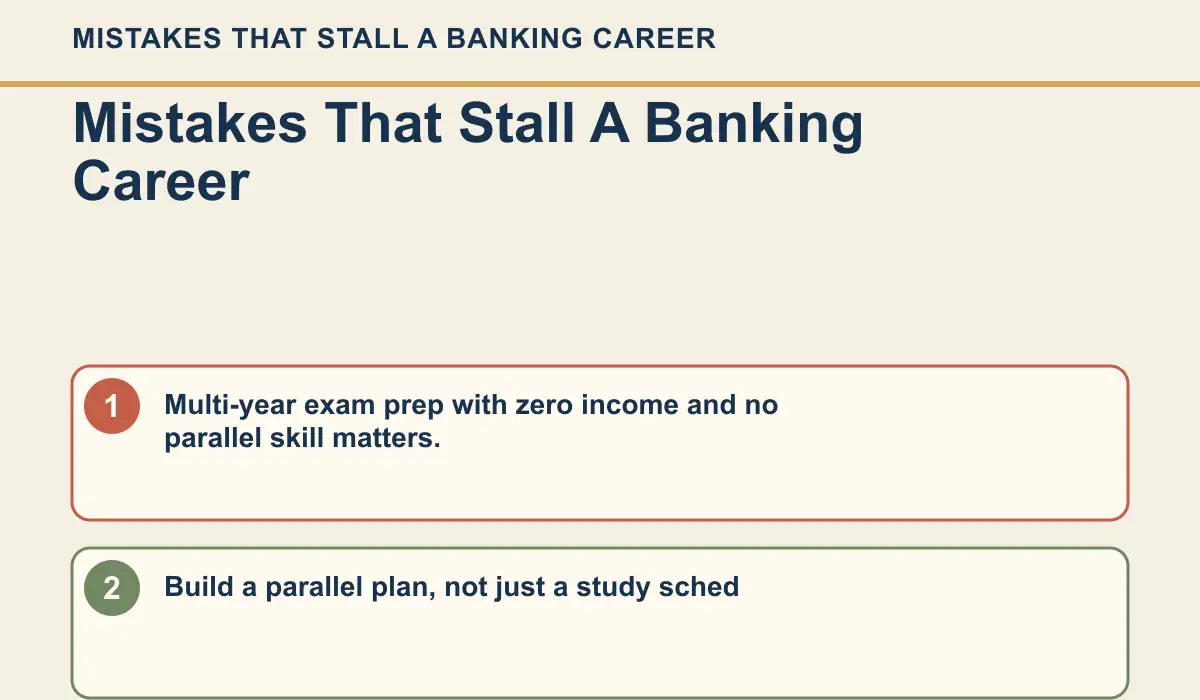 MISTAKES THAT STALL A BANKING CAREER
Mistakes That Stall A Banking
Career
1
Multi-year exam prep with zero income and no
parallel skill matters.
2
Build a parallel plan, not just a study sched